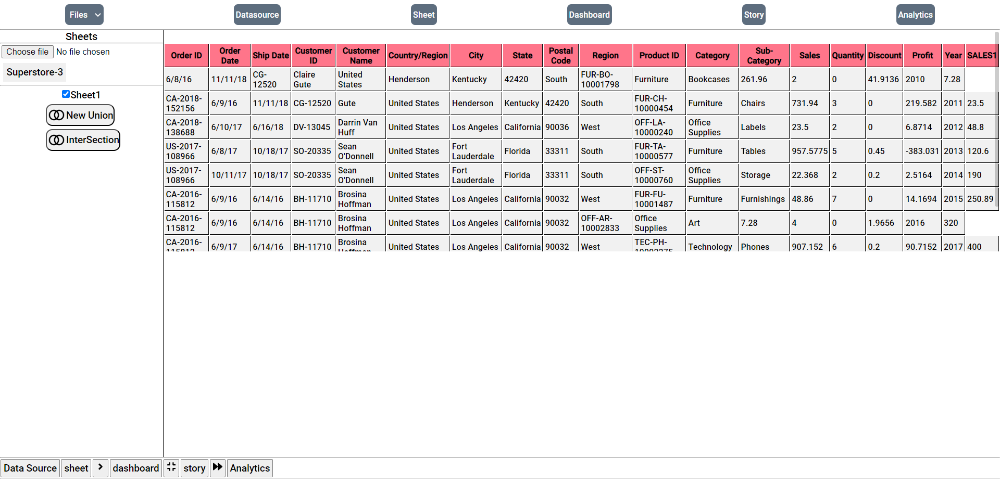 Files Datasource Sheet Dashboard Story Analytics
Sheets
Choose file No file chosen
Superstore-3
Sheet1
New Union
InterSection
Order ID Order Date Ship Date Customer ID Customer Name Country/Region City State Postal Code Region Product ID Category Sub-Category Sales Quantity Discount Profit Year SALES1
6/8/16 11/11/18 CG-12520 Claire Gute United States Henderson Kentucky 42420 South FUR-BO-10001798 Furniture Bookcases 261.96 2 0 41.9136 2010 7.28
CA-2018-152156 6/9/16 11/11/18 CG-12520 Gute United States Henderson Kentucky 42420 South FUR-CH-10000454 Furniture Chairs 731.94 3 0 219.582 2011 23.5
CA-2018-138688 6/10/17 6/16/18 DV-13045 Darrin Van Huff United States Los Angeles California 90036 West OFF-LA-10000240 Office Supplies Labels 23.5 2 0 6.8714 2012 48.8
US-2017-108966 6/8/17 10/18/17 SO-20335 Sean O'Donnell United States Fort Lauderdale Florida 33311 South FUR-TA-10000577 Furniture Tables 957.5775 5 0.45 -383.031 2013 120.6
US-2017-108966 10/11/17 10/18/17 SO-20335 Sean O'Donnell United States Fort Lauderdale Florida 33311 South OFF-ST-10000760 Office Supplies Storage 22.368 2 0.2 2.5164 2014 190
CA-2016-115812 6/9/16 6/14/16 BH-11710 Brosina Hoffman United States Los Angeles California 90032 West FUR-FU-10001487 Furniture Furnishings 48.86 7 0 14.1694 2015 250.89
CA-2016-115812 6/9/16 6/14/16 BH-11710 Brosina Hoffman United States Los Angeles California 90032 OFF-AR-10002833 Office Supplies Art 7.28 4 0 1.9656 2016 320
CA-2016- 6/9/17 6/14/16 BH-11710 Brosina United States Los Angeles California 90032 West TEC-PH- Technology Phones 907.152 6 0.2 90.7152 2017 400
Data Source sheet dashboard story Analytics